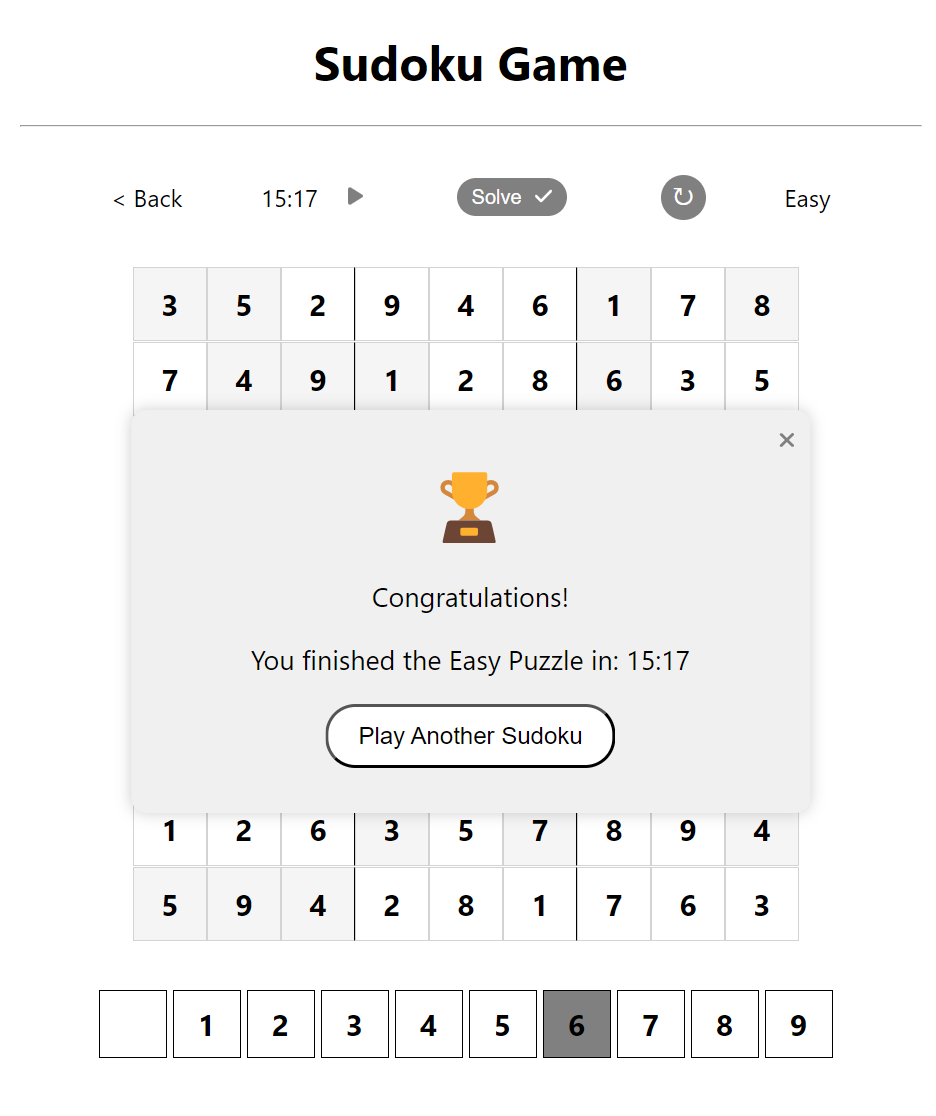 Sudoku Game
< Back 15:17 Solve ↻ Easy
3 5 2 9 4 6 1 7 8
7 4 9 1 2 8 6 3 5
Congratulations!
You finished the Easy Puzzle in: 15:17
Play Another Sudoku
1 2 6 3 5 7 8 9 4
5 9 4 2 8 1 7 6 3
1 2 3 4 5 6 7 8 9